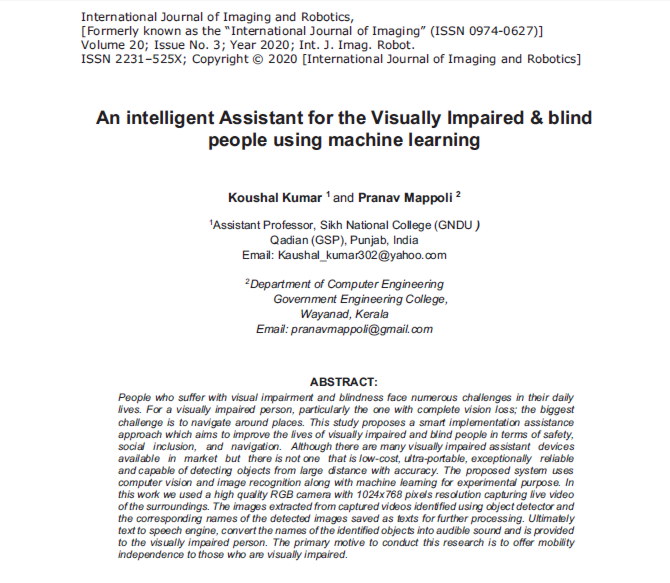 International Journal of Imaging and Robotics,
[Formerly known as the “International Journal of Imaging” (ISSN 0974-0627)]
Volume 20; Issue No. 3; Year 2020; Int. J. Imag. Robot.
ISSN 2231–525X; Copyright © 2020 [International Journal of Imaging and Robotics]
An intelligent Assistant for the Visually Impaired & blind
people using machine learning
Koushal Kumar 1 and Pranav Mappoli 2
1Assistant Professor, Sikh National College (GNDU )
Qadian (GSP), Punjab, India
Email: Kaushal_kumar302@yahoo.com
2Department of Computer Engineering
Government Engineering College,
Wayanad, Kerala
Email: pranavmappoli@gmail.com
ABSTRACT:
People who suffer with visual impairment and blindness face numerous challenges in their daily
lives. For a visually impaired person, particularly the one with complete vision loss; the biggest
challenge is to navigate around places. This study proposes a smart implementation assistance
approach which aims to improve the lives of visually impaired and blind people in terms of safety,
social inclusion, and navigation. Although there are many visually impaired assistant devices
available in market but there is not one that is low-cost, ultra-portable, exceptionally reliable
and capable of detecting objects from large distance with accuracy. The proposed system uses
computer vision and image recognition along with machine learning for experimental purpose. In
this work we used a high quality RGB camera with 1024x768 pixels resolution capturing live video
of the surroundings. The images extracted from captured videos identified using object detector and
the corresponding names of the detected images saved as texts for further processing. Ultimately
text to speech engine, convert the names of the identified objects into audible sound and is provided
to the visually impaired person. The primary motive to conduct this research is to offer mobility
independence to those who are visually impaired.